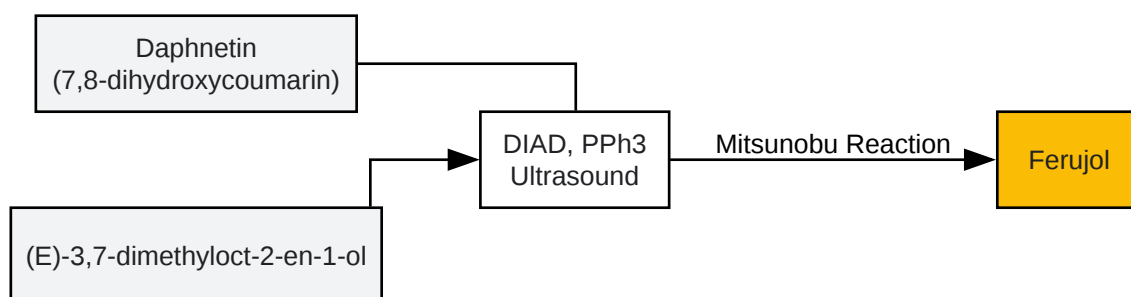 Daphnetin
(7,8-dihydroxycoumarin)
DIAD, PPh3
Ultrasound
Mitsunobu Reaction
Ferujol
(E)-3,7-dimethyloct-2-en-1-ol